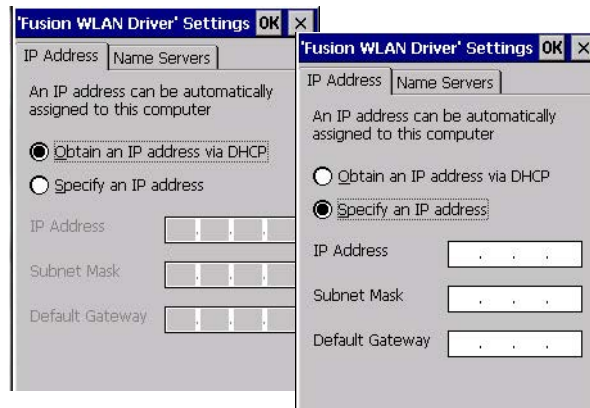 'Fusion WLAN Driver' Settings OK ×
IP Address Name Servers
An IP address can be automatically
assigned to this computer
Obtain an IP address via DHCP
Specify an IP address
IP Address . . .
Subnet Mask . . .
Default Gateway . . .
'Fusion WLAN Driver' Settings OK ×
IP Address Name Servers
An IP address can be automatically
assigned to this computer
Obtain an IP address via DHCP
Specify an IP address
IP Address . . .
Subnet Mask . . .
Default Gateway . . .